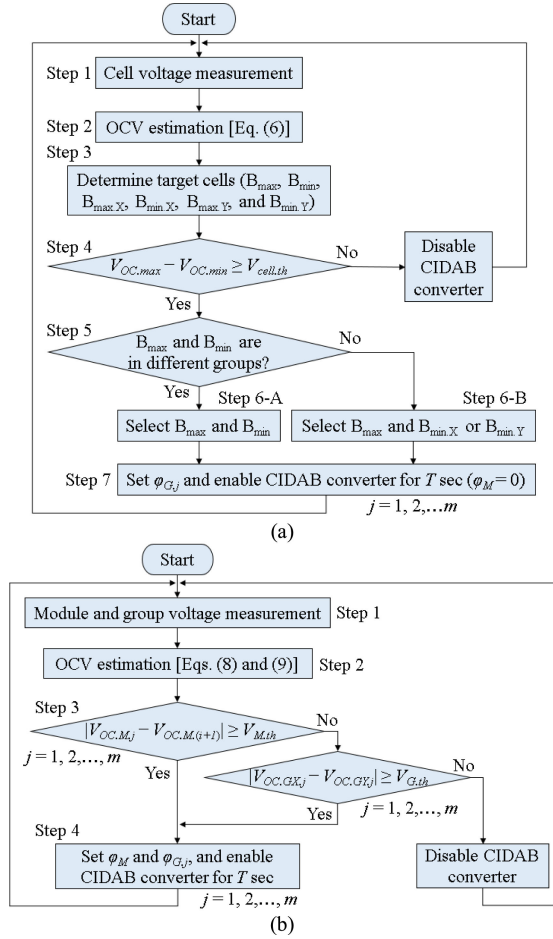 Start
Step 1
Cell voltage measurement
Step 2
OCV estimation [Eq. (6)]
Step 3
Determine target cells (Bmax, Bmin,
Bmax.X, Bmin.X, Bmax.Y, and Bmin.Y)
Step 4
VOC.max − VOC.min ≥ Vcell.th
No
Disable
CIDAB
converter
Yes
Step 5
Bmax and Bmin are
in different groups?
No
Yes
Step 6-A
Step 6-B
Select Bmax and Bmin
Select Bmax and Bmin.X or Bmin.Y
Step 7
Set φG,j and enable CIDAB converter for T sec (φM = 0)
j = 1, 2,…m
(a)
Start
Module and group voltage measurement
Step 1
OCV estimation [Eqs. (8) and (9)]
Step 2
Step 3
|VOC.M,j − VOC.M.(i+1)| ≥ VM.th
No
j = 1, 2,…, m
Yes
|VOC.GX,j − VOC.GY,j| ≥ VG.th
No
j = 1, 2,…, m
Yes
Step 4
Set φM and φG,j, and enable
CIDAB converter for T sec
Disable CIDAB
converter
j = 1, 2,…, m
(b)